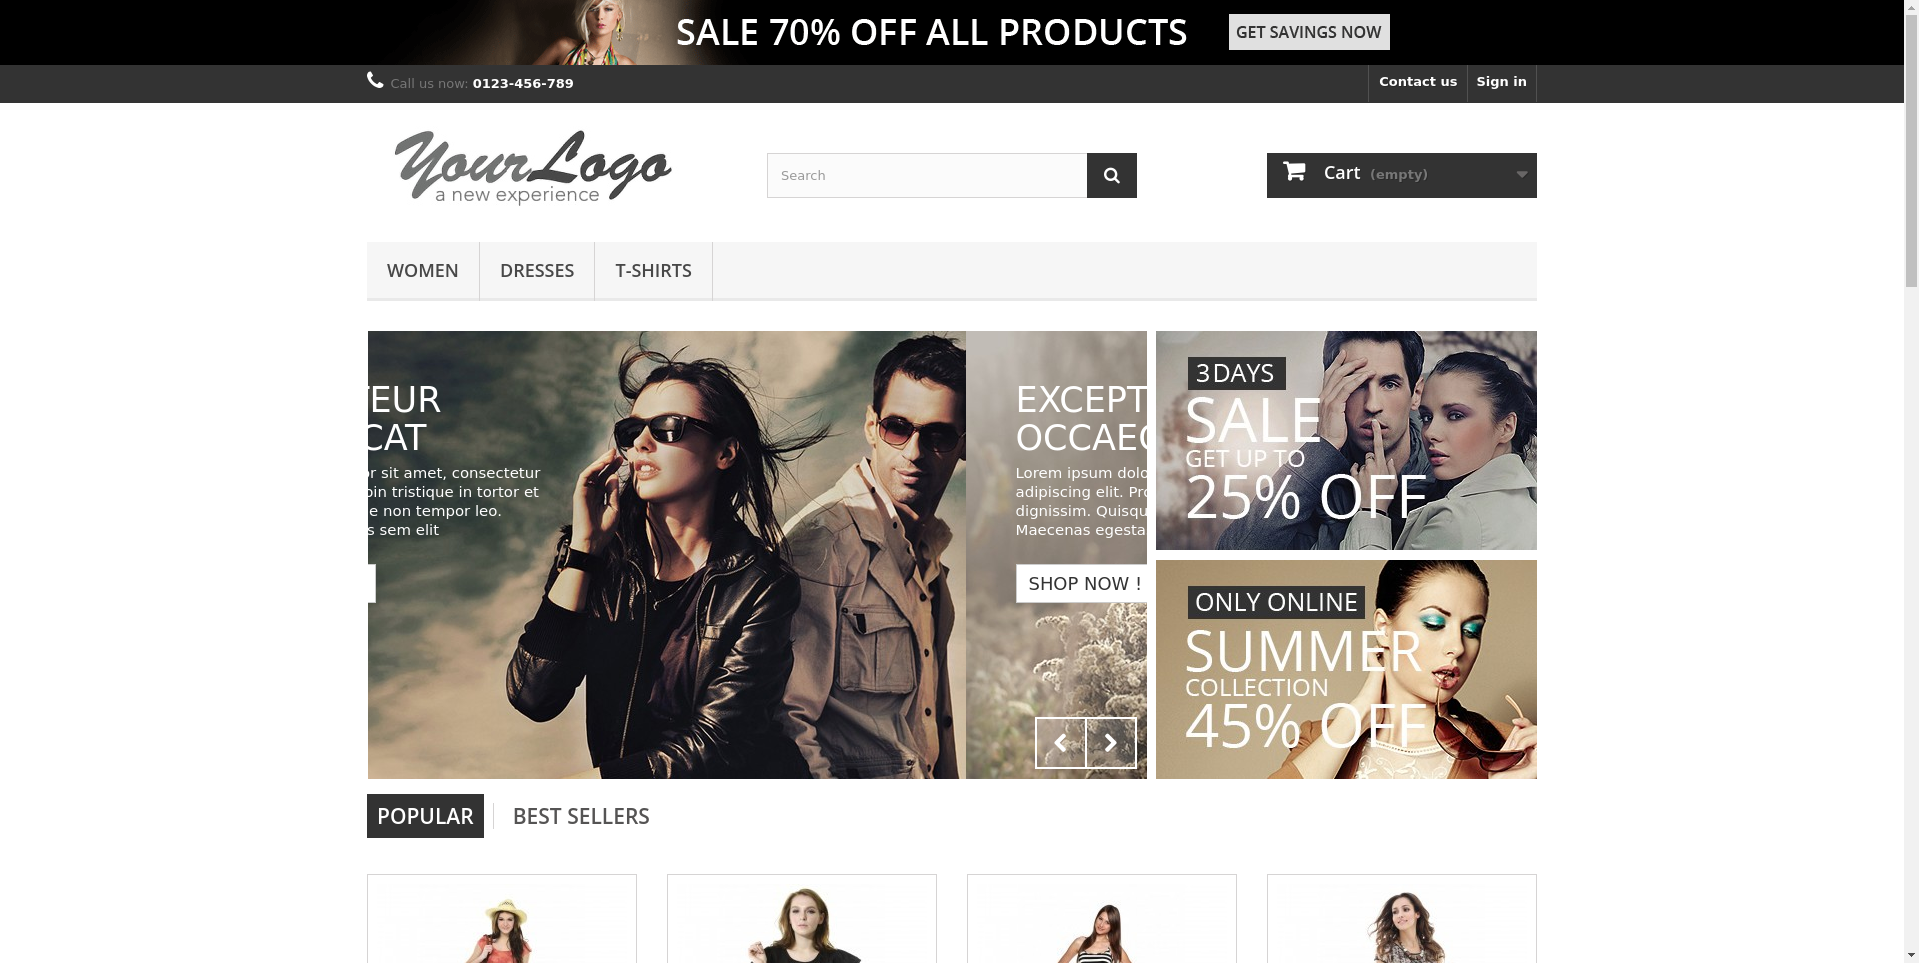 SALE 70% OFF ALL PRODUCTS
GET SAVINGS NOW
Call us now: 0123-456-789
Contact us
Sign in
YourLogo
a new experience
Search
Cart (empty)
WOMEN
DRESSES
T-SHIRTS
TEUR
CAT
or sit amet, consectetur
oin tristique in tortor et
e non tempor leo.
s sem elit
EXCEPT
OCCAEC
Lorem ipsum dolo
adipiscing elit. Pro
dignissim. Quisqu
Maecenas egesta
SHOP NOW !
3 DAYS
SALE
GET UP TO
25% OFF
ONLY ONLINE
SUMMER
COLLECTION
45% OFF
POPULAR
BEST SELLERS